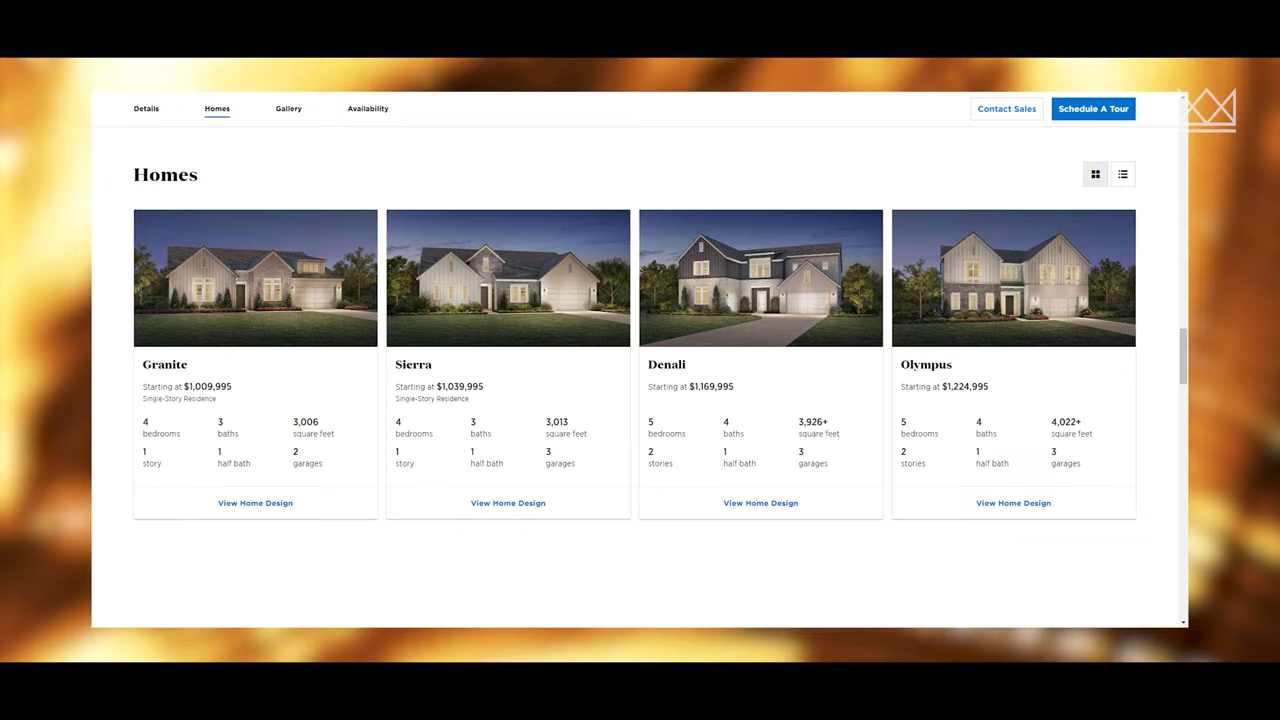 Details Homes Gallery Availability Contact Sales Schedule A Tour
Homes
Granite
Starting at $1,009,995
Single-Story Residence
4 3 3,006
bedrooms baths square feet
1 1 2
story half bath garages
View Home Design
Sierra
Starting at $1,039,995
Single-Story Residence
4 3 3,013
bedrooms baths square feet
1 1 3
story half bath garages
View Home Design
Denali
Starting at $1,169,995
5 4 3,926+
bedrooms baths square feet
2 1 3
stories half bath garages
View Home Design
Olympus
Starting at $1,224,995
5 4 4,022+
bedrooms baths square feet
2 1 3
stories half bath garages
View Home Design